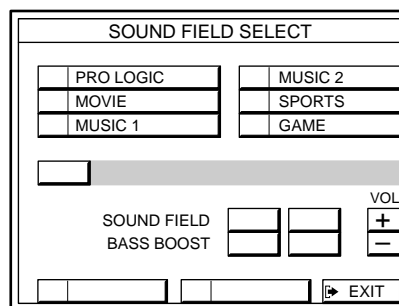 SOUND FIELD SELECT
PRO LOGIC
MUSIC 2
MOVIE
SPORTS
MUSIC 1
GAME
VOL
SOUND FIELD
+
BASS BOOST
−
EXIT